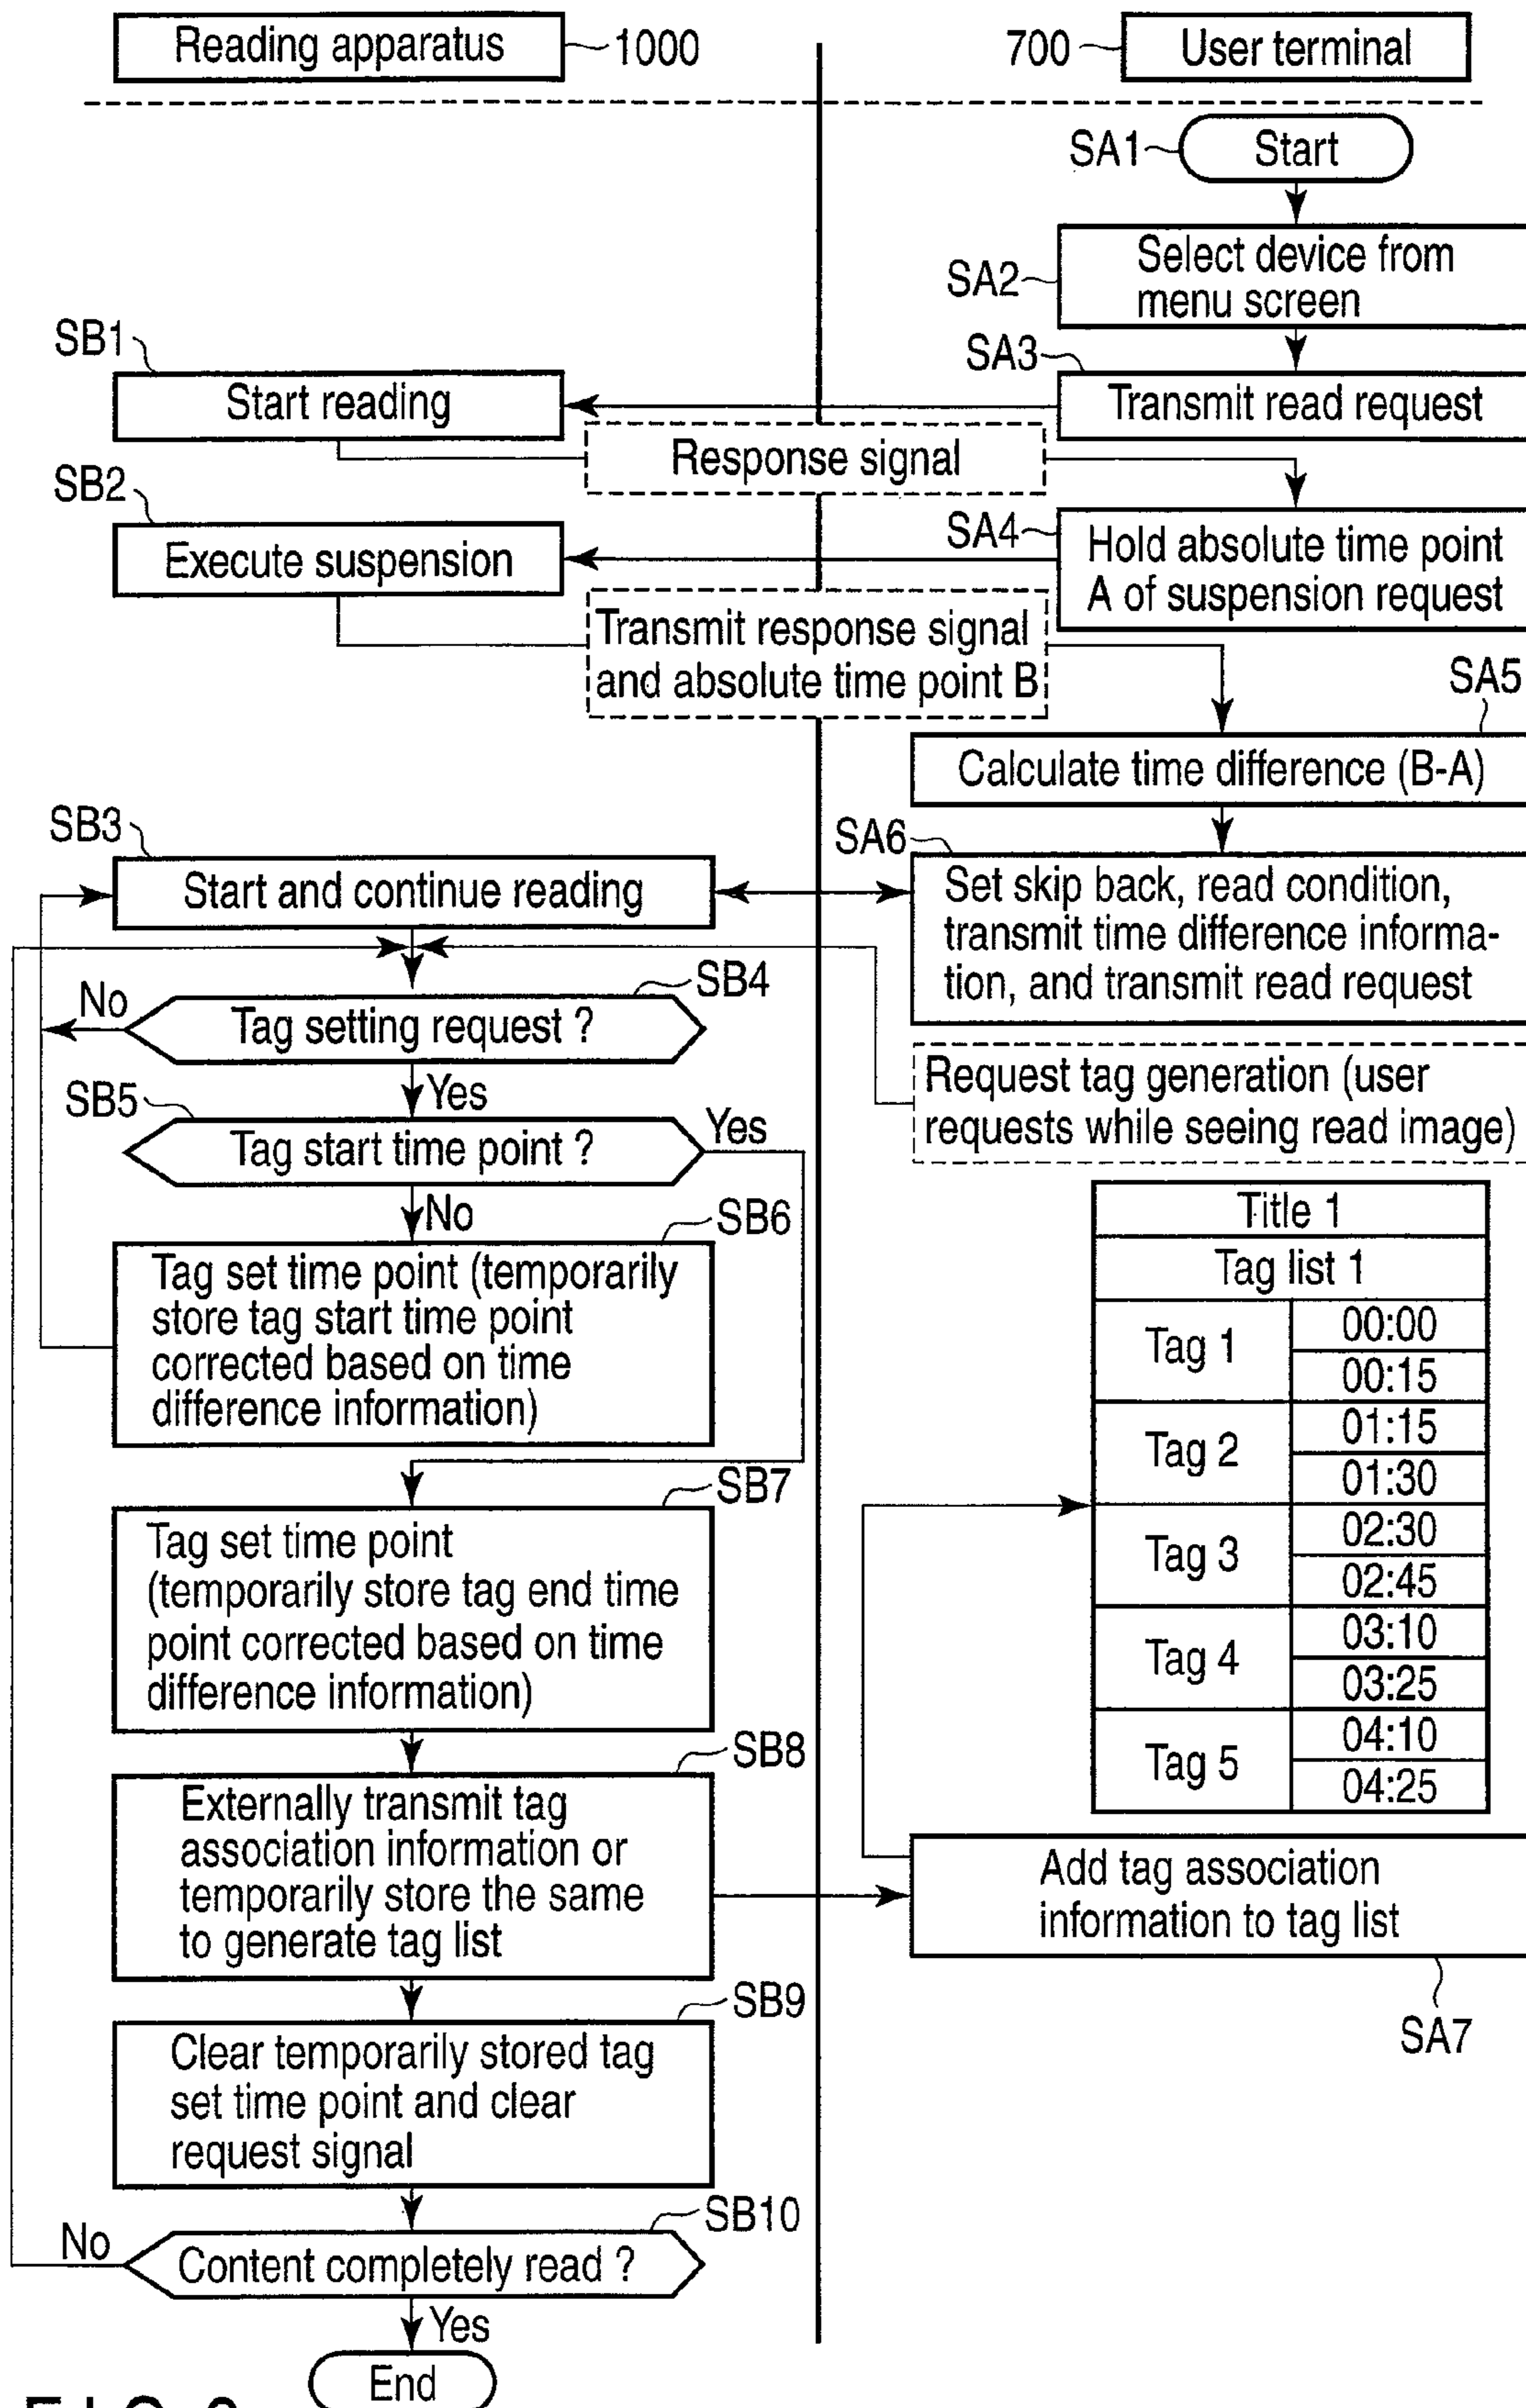 Reading apparatus
1000
700
User terminal
SA1
Start
SA2
Select device from
menu screen
SB1
SA3
Start reading
Transmit read request
Response signal
SB2
SA4
Execute suspension
Hold absolute time point
A of suspension request
Transmit response signal
and absolute time point B
SA5
Calculate time difference (B-A)
SB3
SA6
Start and continue reading
Set skip back, read condition,
transmit time difference informa-
tion, and transmit read request
SB4
No
Tag setting request ?
Yes
Request tag generation (user
requests while seeing read image)
SB5
Tag start time point ?
Yes
No
SB6
Tag set time point (temporarily
store tag start time point
corrected based on time
difference information)
Title 1
Tag list 1
Tag 1
00:00
00:15
Tag 2
01:15
01:30
Tag 3
02:30
02:45
Tag 4
03:10
03:25
Tag 5
04:10
04:25
SB7
Tag set time point
(temporarily store tag end time
point corrected based on time
difference information)
SB8
Externally transmit tag
association information or
temporarily store the same
to generate tag list
Add tag association
information to tag list
SA7
SB9
Clear temporarily stored tag
set time point and clear
request signal
SB10
No
Content completely read ?
Yes
End